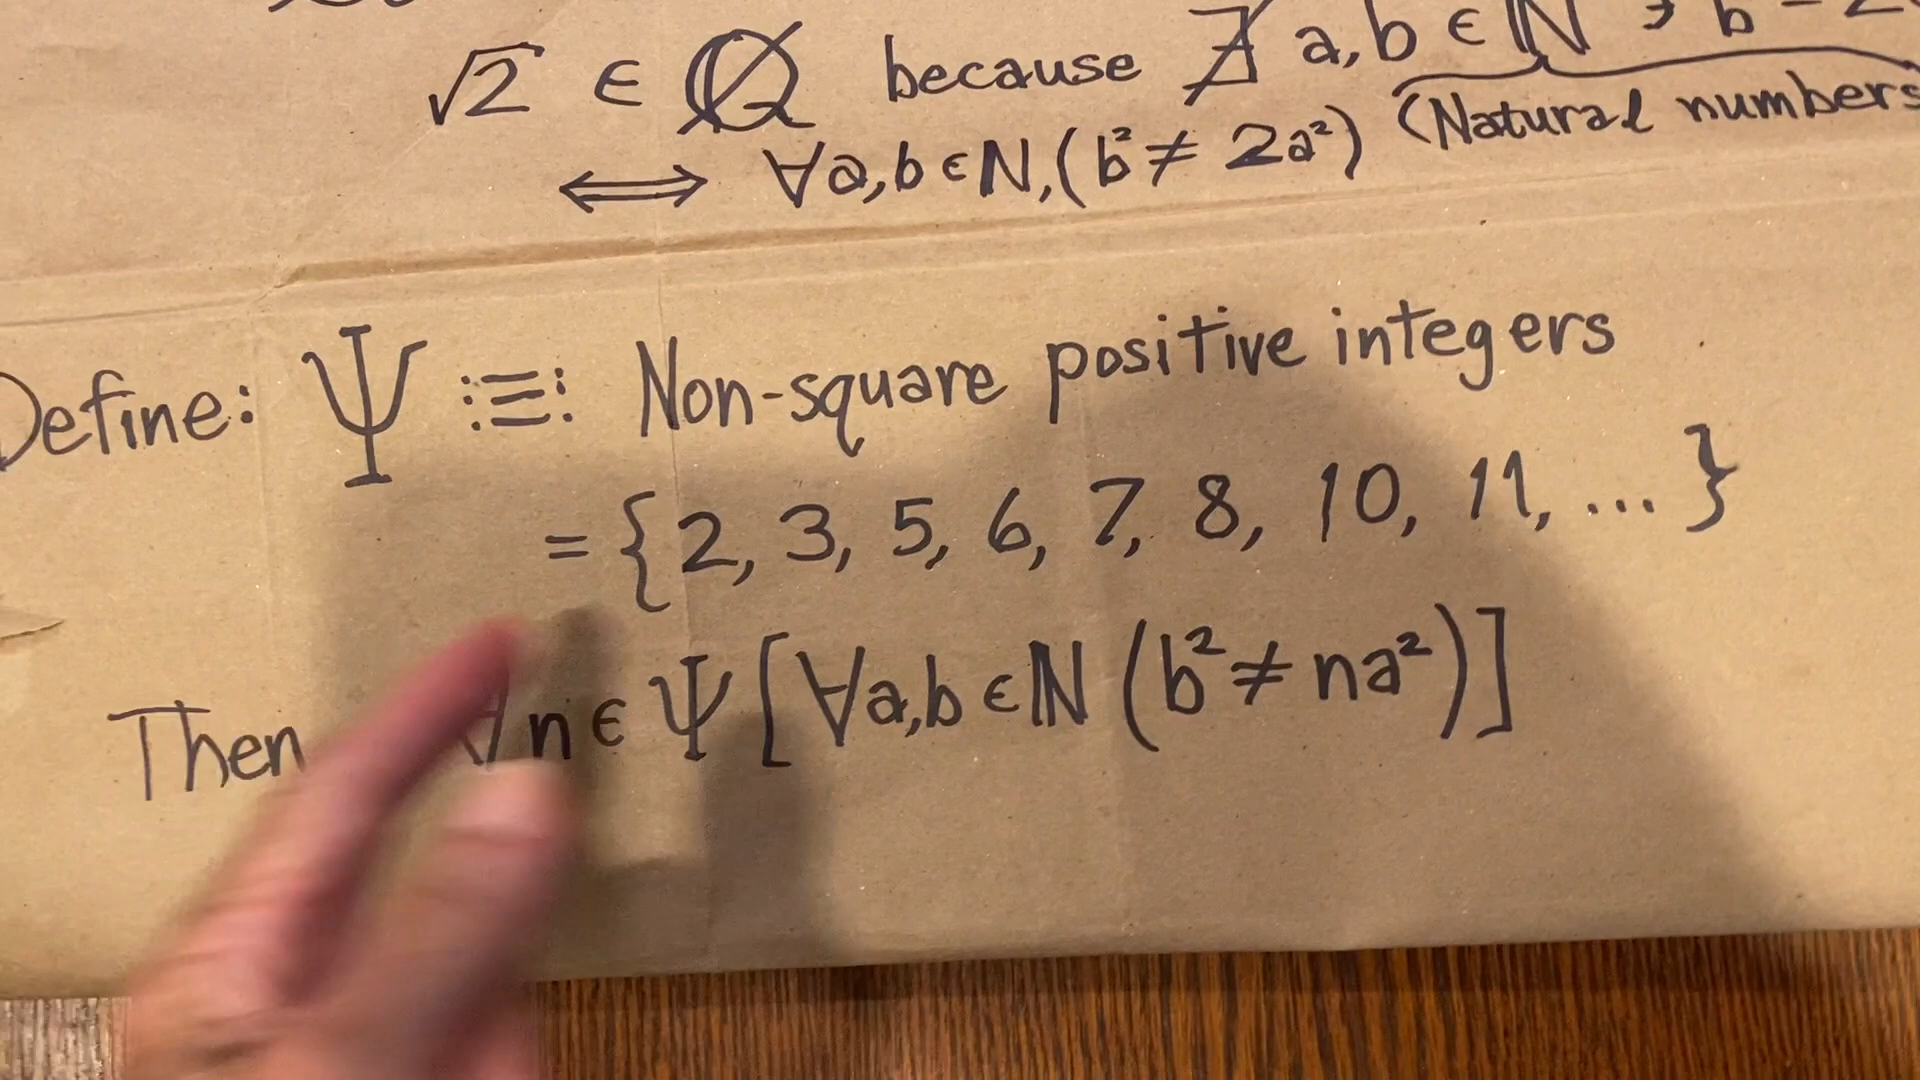 √2 ∈ ℚ̸ because ∄ a,b ∈ ℕ ∋ b
(Natural numbers
⟺ ∀a,b ∈ N, (b² ≠ 2a²)
Define: Ψ :≡: Non-square positive integers
= {2, 3, 5, 6, 7, 8, 10, 11, ... }
Then ∀n ∈ Ψ [∀a,b ∈ ℕ (b² ≠ na²)]